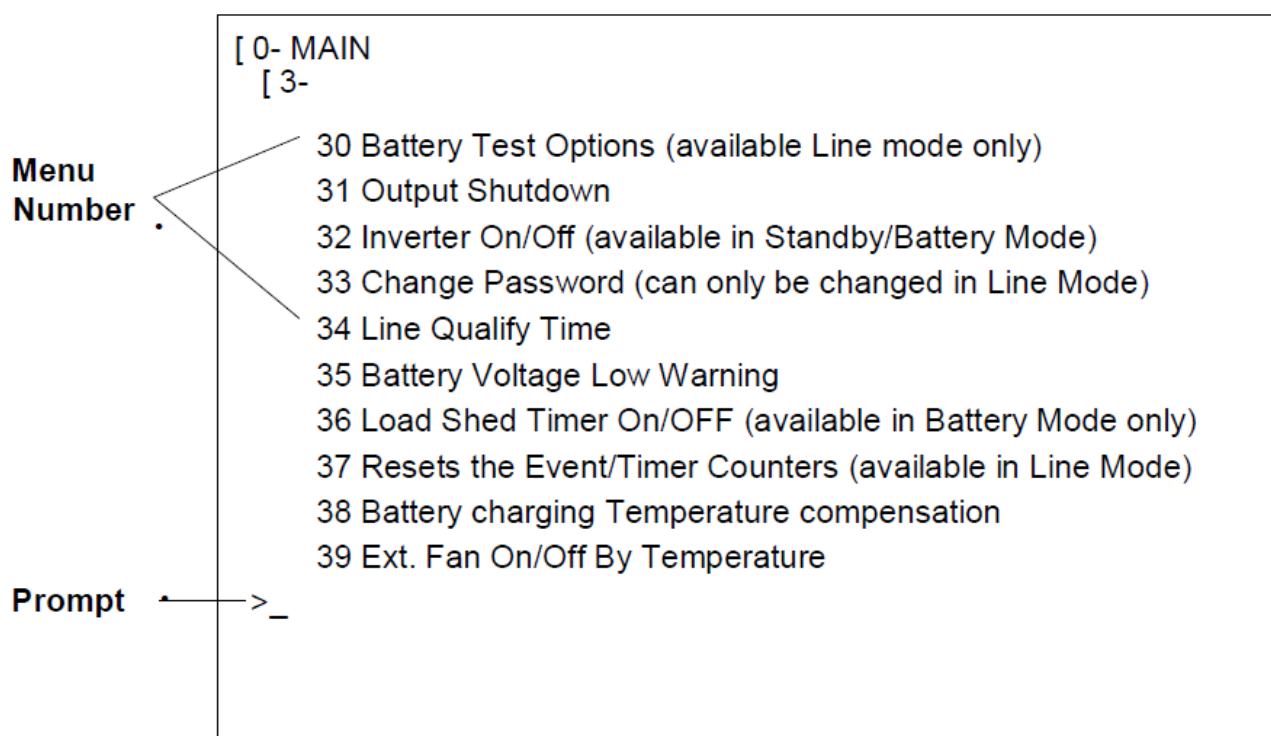 [ 0- MAIN
[ 3-
30 Battery Test Options (available Line mode only)
Menu
Number
31 Output Shutdown
32 Inverter On/Off (available in Standby/Battery Mode)
33 Change Password (can only be changed in Line Mode)
34 Line Qualify Time
35 Battery Voltage Low Warning
36 Load Shed Timer On/OFF (available in Battery Mode only)
37 Resets the Event/Timer Counters (available in Line Mode)
38 Battery charging Temperature compensation
39 Ext. Fan On/Off By Temperature
Prompt
>_